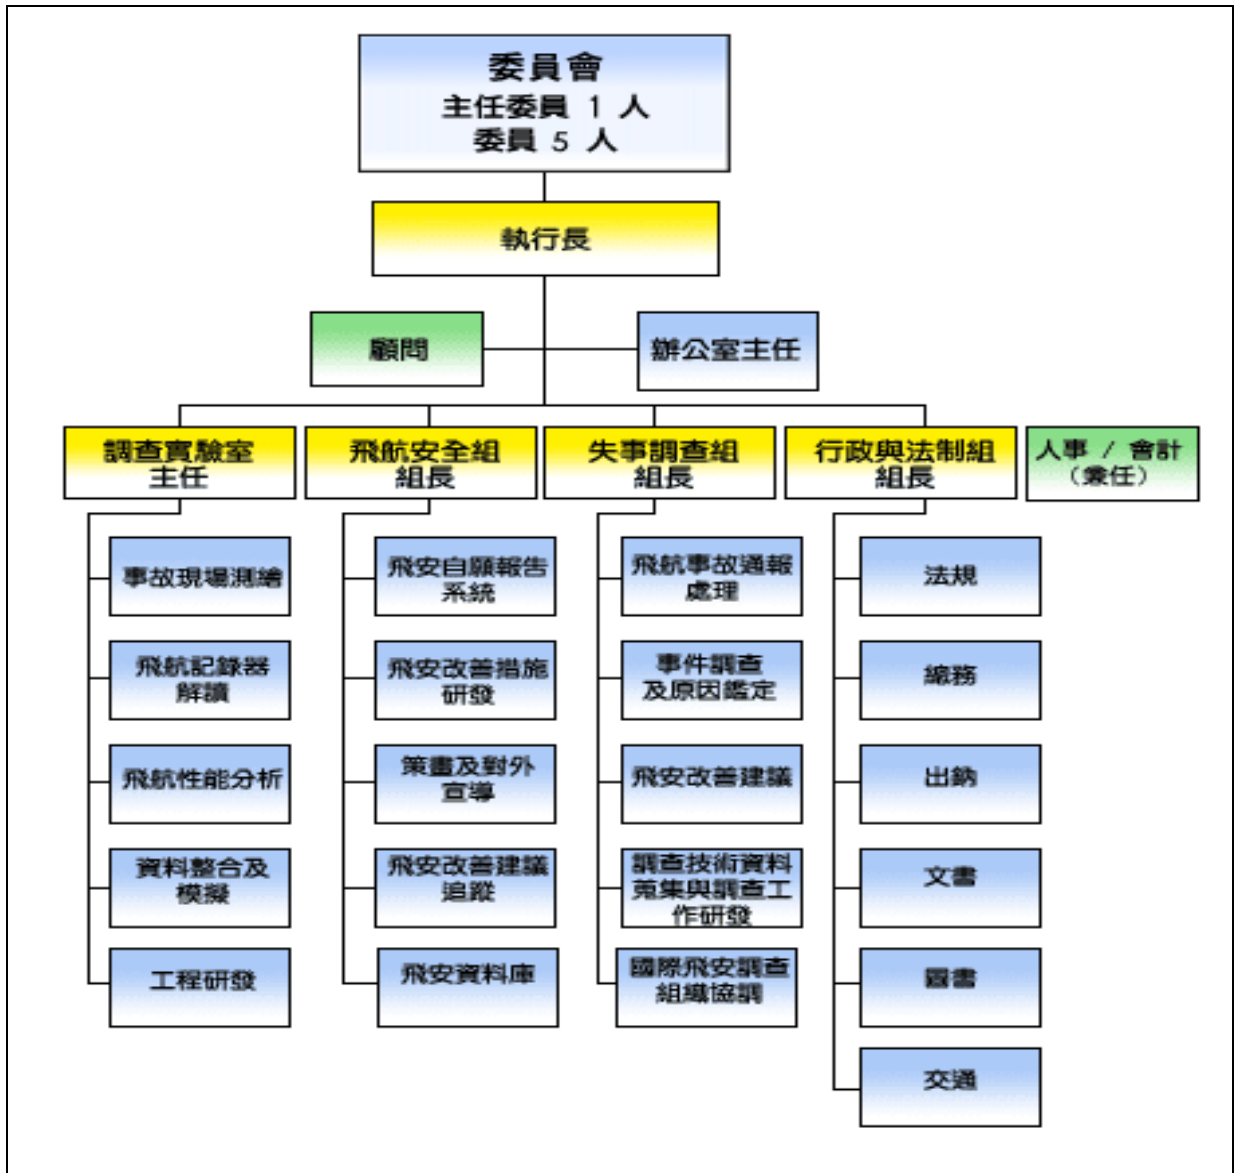 委員會
主任委員 1 人
委員 5 人
執行長
顧問
辦公室主任
調查實驗室
主任
飛航安全組
組長
失事調查組
組長
行政與法制組
組長
人事 / 會計
(兼任)
事故現場測繪
飛航記錄器
解讀
飛航性能分析
資料整合及
模擬
工程研發
飛安自願報告
系統
飛安改善措施
研發
策畫及對外
宣導
飛安改善建議
追蹤
飛安資料庫
飛航事故通報
處理
事件調查
及原因鑑定
飛安改善建議
調查技術資料
蒐集與調查工
作研發
國際飛安調查
組織協調
法規
總務
出納
文書
圖書
交通